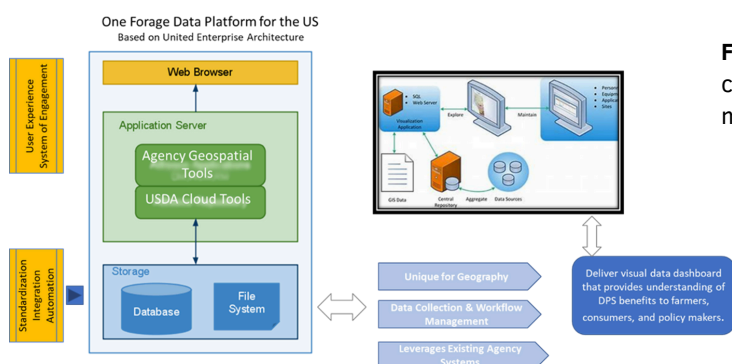 One Forage Data Platform for the US
Based on United Enterprise Architecture
User Experience
System of Engagement
Web Browser
Application Server
Agency Geospatial
Tools
USDA Cloud Tools
Standardization
Integration
Automation
Storage
Database
File
System
• SQL
• Web Server
Visualization
Application
Explore
Maintain
Sites
GIS Data
Central
Repository
Aggregate
Data Sources
Unique for Geography
Data Collection & Workflow
Management
Leverages Existing Agency
Systems
Deliver visual data dashboard
that provides understanding of
DPS benefits to farmers,
consumers, and policy makers.
F
c
n